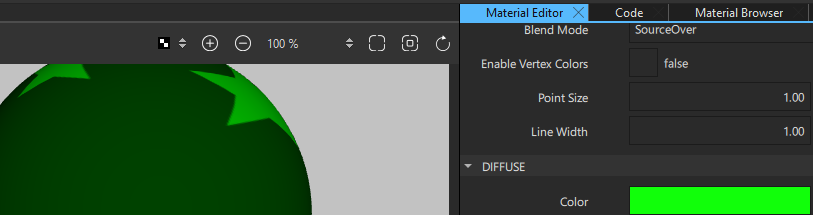 Material Editor
Code
Material Browser
100 %
Blend Mode
SourceOver
Enable Vertex Colors
false
Point Size
1.00
Line Width
1.00
DIFFUSE
Color